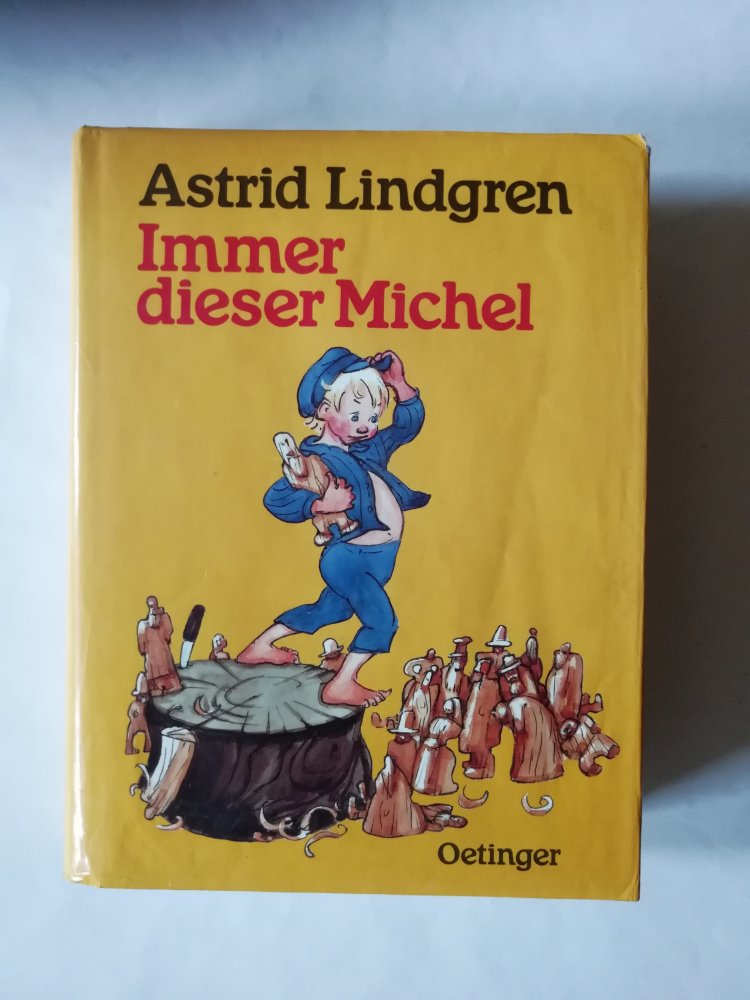 Astrid Lindgren
Immer
dieser Michel
Oetinger